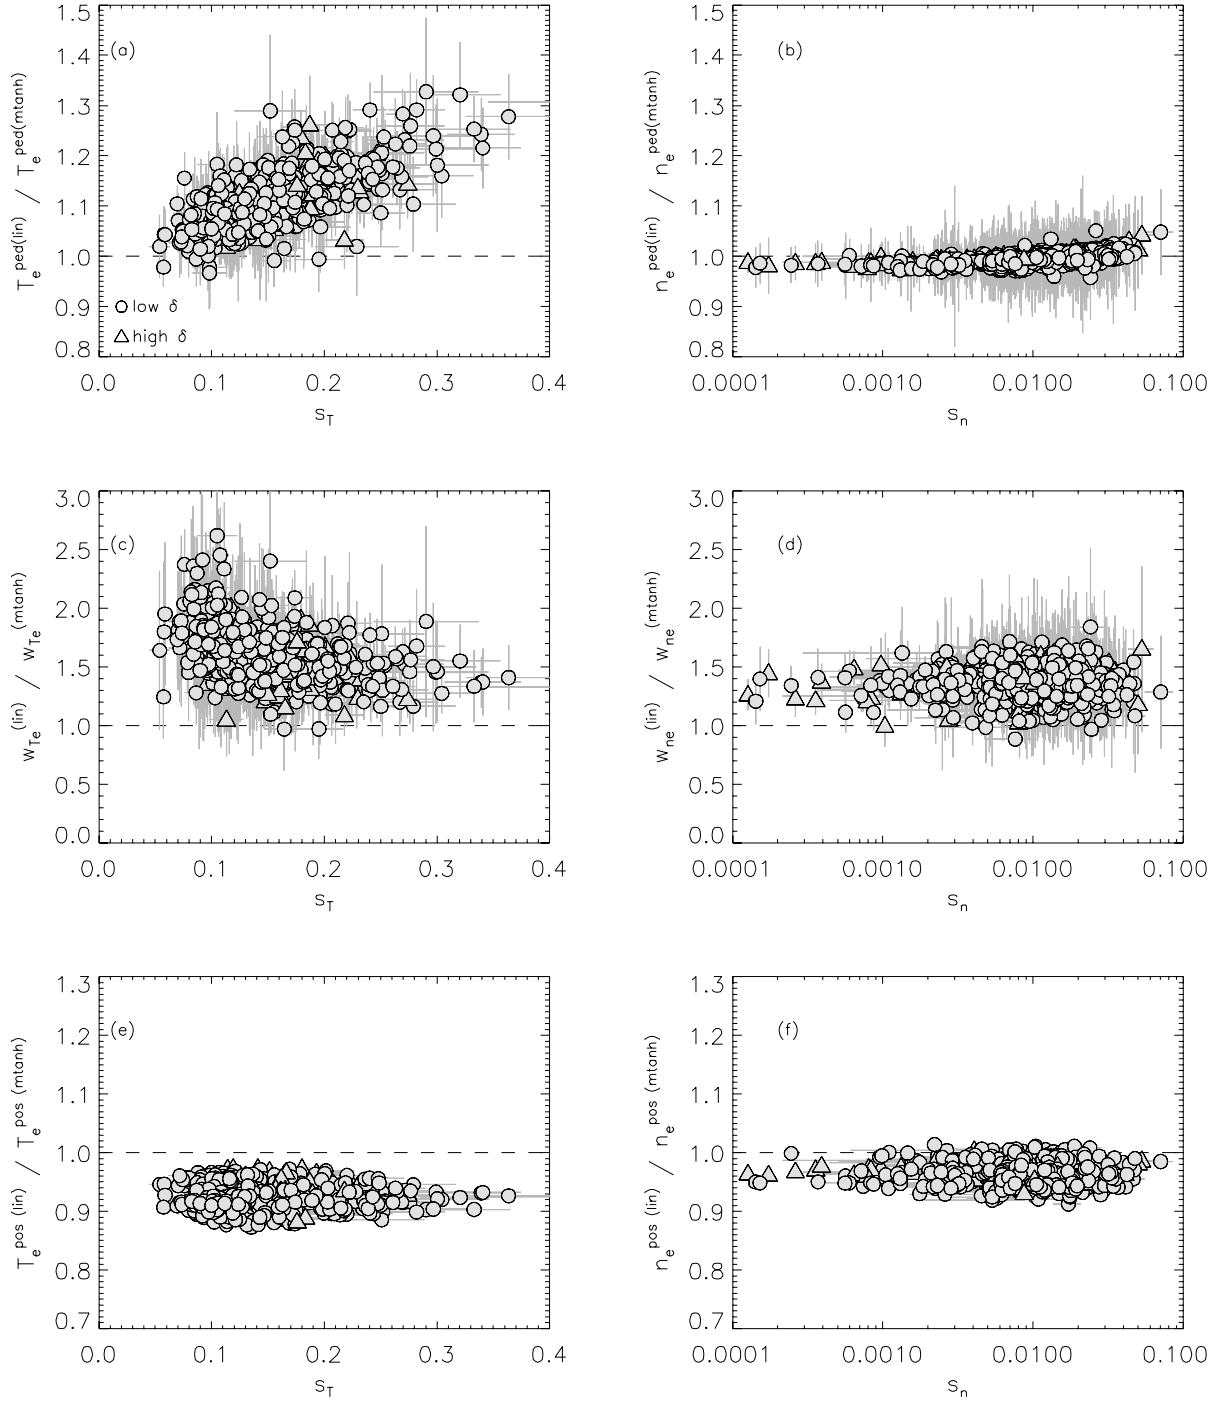 1.5
1.4
1.3
1.2
1.1
1.0
0.9
0.8
T_e^ped(lin) / T_e^ped(mtanh)
(a)
low δ
high δ
0.0 0.1 0.2 0.3 0.4
s_T
1.5
1.4
1.3
1.2
1.1
1.0
0.9
0.8
n_e^ped(lin) / n_e^ped(mtanh)
(b)
0.0001 0.0010 0.0100 0.100
s_n
3.0
2.5
2.0
1.5
1.0
0.5
0.0
w_Te^(lin) / w_Te^(mtanh)
(c)
0.0 0.1 0.2 0.3 0.4
s_T
3.0
2.5
2.0
1.5
1.0
0.5
0.0
w_ne^(lin) / w_ne^(mtanh)
(d)
0.0001 0.0010 0.0100 0.100
s_n
1.3
1.2
1.1
1.0
0.9
0.8
0.7
T_e^pos (lin) / T_e^pos (mtanh)
(e)
0.0 0.1 0.2 0.3 0.4
s_T
1.3
1.2
1.1
1.0
0.9
0.8
0.7
n_e^pos (lin) / n_e^pos (mtanh)
(f)
0.0001 0.0010 0.0100 0.100
s_n